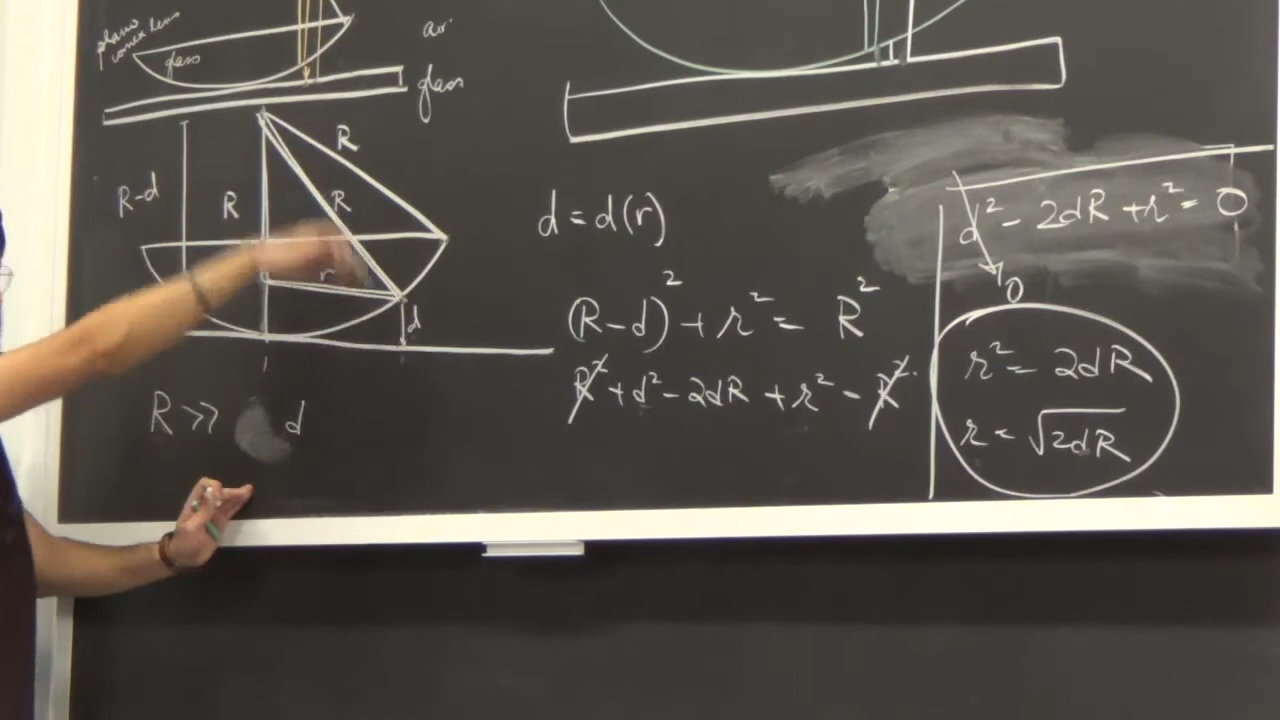 plano
convex lens
glass
air
glass
R
R-d
R
R
r
d
R >> d
d = d(r)
(R-d)² + r² = R²
R² + d² - 2dR + r² = R²
d² - 2dR + r² = 0
0
r² = 2dR
r = √2dR